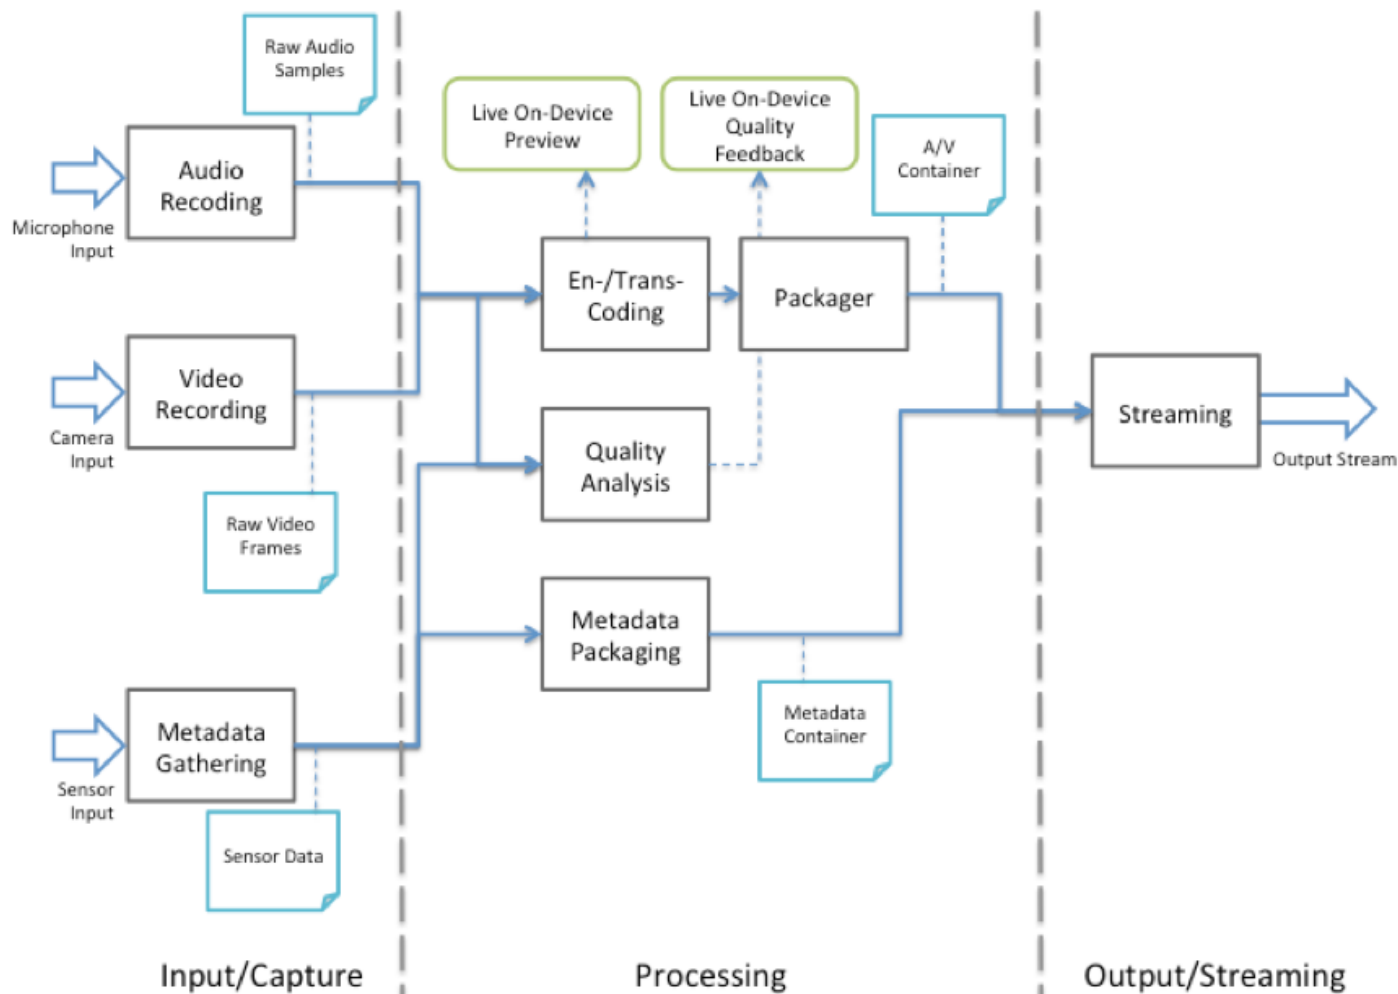 Raw Audio
Samples
Live On-Device
Preview
Live On-Device
Quality
Feedback
A/V
Container
Audio
Recoding
Microphone
Input
En-/Trans-
Coding
Packager
Video
Recording
Camera
Input
Streaming
Output Stream
Quality
Analysis
Raw Video
Frames
Metadata
Packaging
Metadata
Gathering
Sensor
Input
Metadata
Container
Sensor Data
Input/Capture
Processing
Output/Streaming